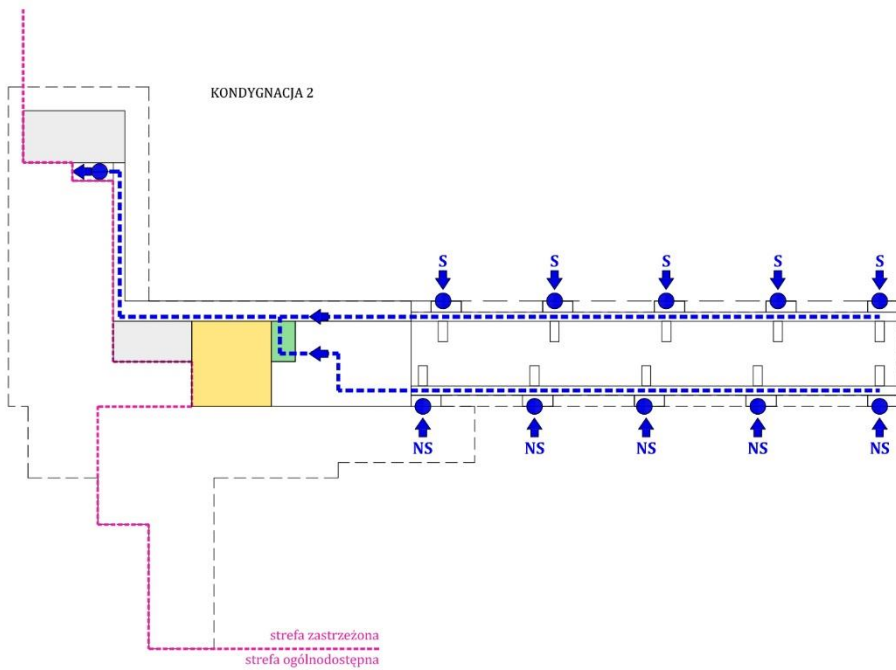 KONDYGNACJA 2
S S S S S
NS NS NS NS NS
strefa zastrzeżona
strefa ogólnodostępna